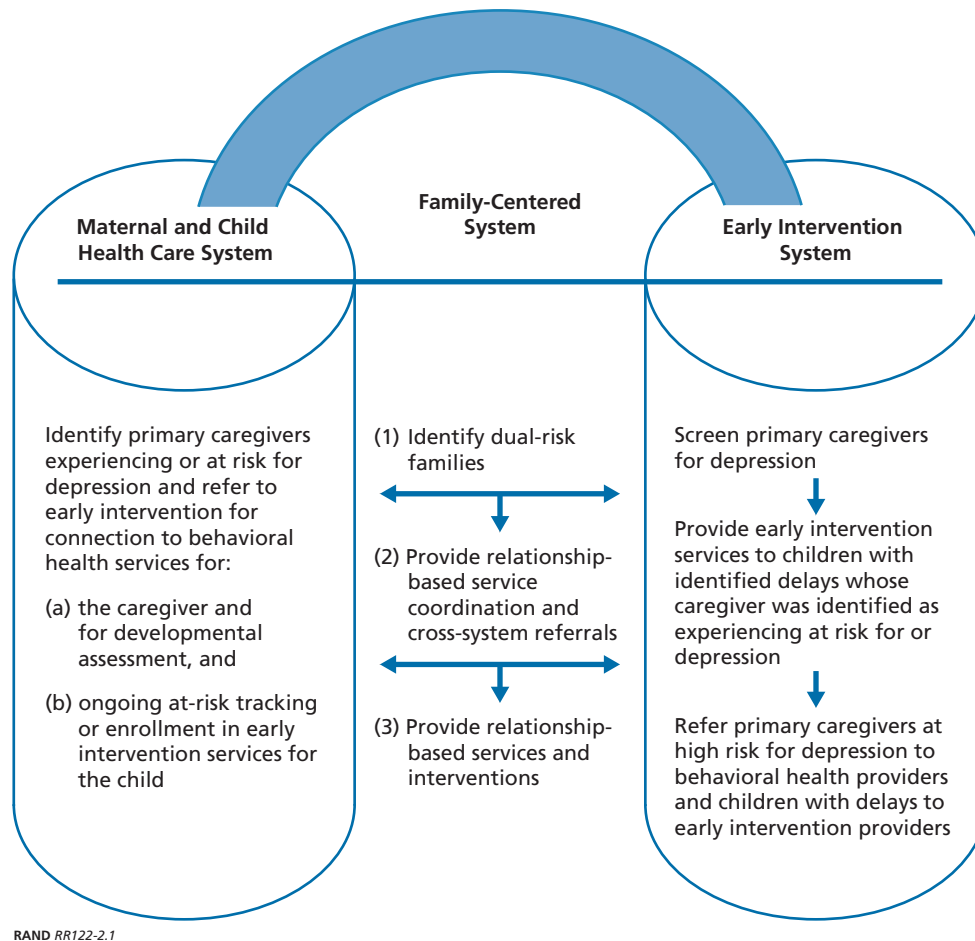 Maternal and Child
Health Care System
Family-Centered
System
Early Intervention
System
Identify primary caregivers
experiencing or at risk for
depression and refer to
early intervention for
connection to behavioral
health services for:
(a) the caregiver and
for developmental
assessment, and
(b) ongoing at-risk tracking
or enrollment in early
intervention services for
the child
(1) Identify dual-risk
families
(2) Provide relationship-
based service
coordination and
cross-system referrals
(3) Provide relationship-
based services and
interventions
Screen primary caregivers
for depression
Provide early intervention
services to children with
identified delays whose
caregiver was identified as
experiencing at risk for or
depression
Refer primary caregivers at
high risk for depression to
behavioral health providers
and children with delays to
early intervention providers
RAND RR122-2.1